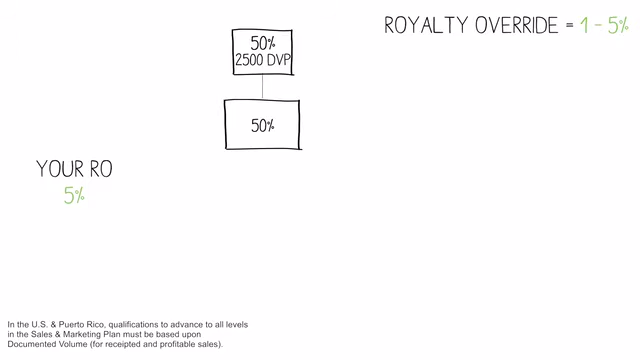 ROYALTY OVERRIDE = 1 - 5%
50%
2500 DVP
50%
YOUR RO
5%
In the U.S. & Puerto Rico, qualifications to advance to all levels
in the Sales & Marketing Plan must be based upon
Documented Volume (for receipted and profitable sales).